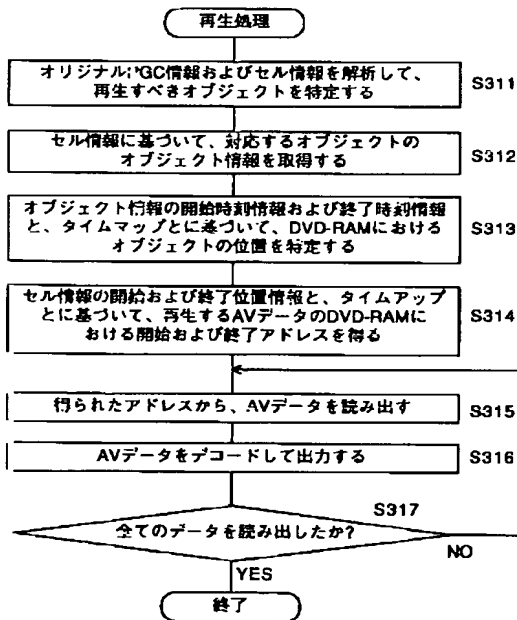 再生処理
オリジナルPGC情報およびセル情報を解析して、
再生すべきオブジェクトを特定する
S311
セル情報に基づいて、対応するオブジェクトの
オブジェクト情報を取得する
S312
オブジェクト情報の開始時刻情報および終了時刻情報
と、タイムマップとに基づいて、DVD-RAMにおける
オブジェクトの位置を特定する
S313
セル情報の開始および終了位置情報と、タイムアップ
とに基づいて、再生するAVデータのDVD-RAMに
おける開始および終了アドレスを得る
S314
得られたアドレスから、AVデータを読み出す
S315
AVデータをデコードして出力する
S316
S317
全てのデータを読み出したか?
NO
YES
終了